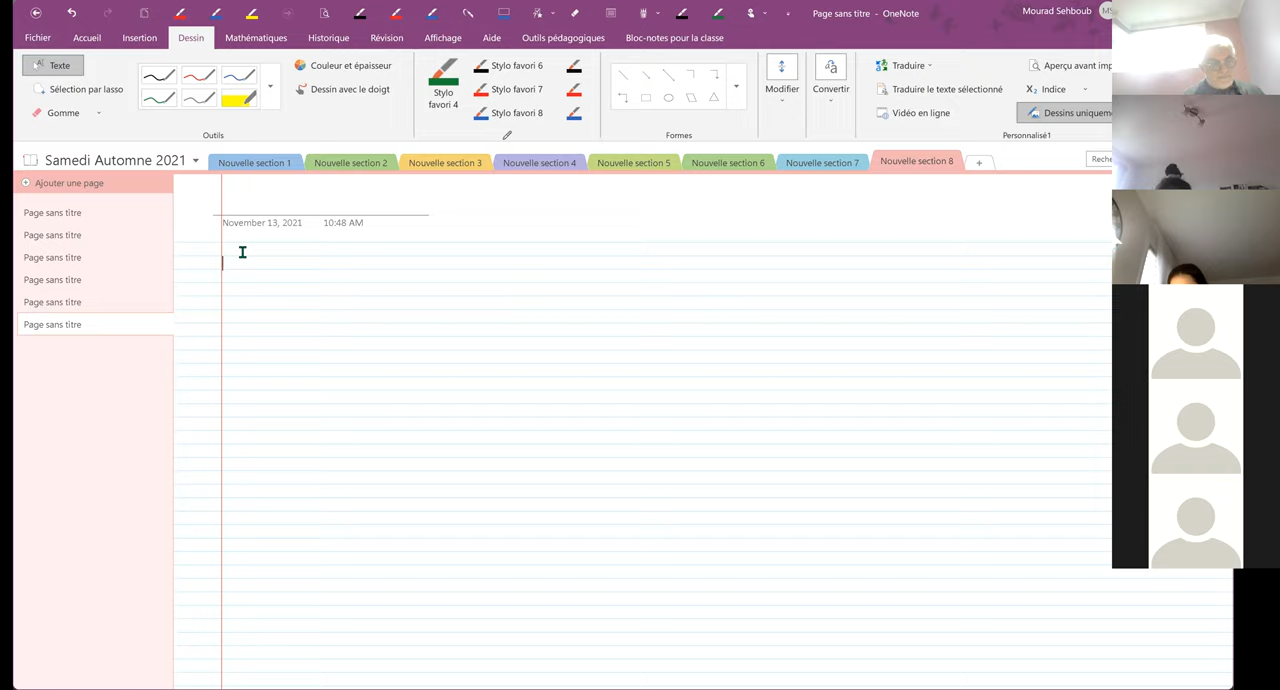 Page sans titre - OneNote
Mourad Sehboub
MS
Fichier Accueil Insertion Dessin Mathématiques Historique Révision Affichage Aide Outils pédagogiques Bloc-notes pour la classe
Texte
Sélection par lasso
Gomme
Couleur et épaisseur
Dessin avec le doigt
Outils
Stylo favori 4
Stylo favori 6
Stylo favori 7
Stylo favori 8
Formes
Modifier
Convertir
Traduire
Traduire le texte sélectionné
Vidéo en ligne
Aperçu avant imp
X₂ Indice
Dessins uniqueme
Personnalisé1
Samedi Automne 2021
Nouvelle section 1 Nouvelle section 2 Nouvelle section 3 Nouvelle section 4 Nouvelle section 5 Nouvelle section 6 Nouvelle section 7 Nouvelle section 8 +
Reche
Ajouter une page
Page sans titre
Page sans titre
Page sans titre
Page sans titre
Page sans titre
Page sans titre
November 13, 2021 10:48 AM